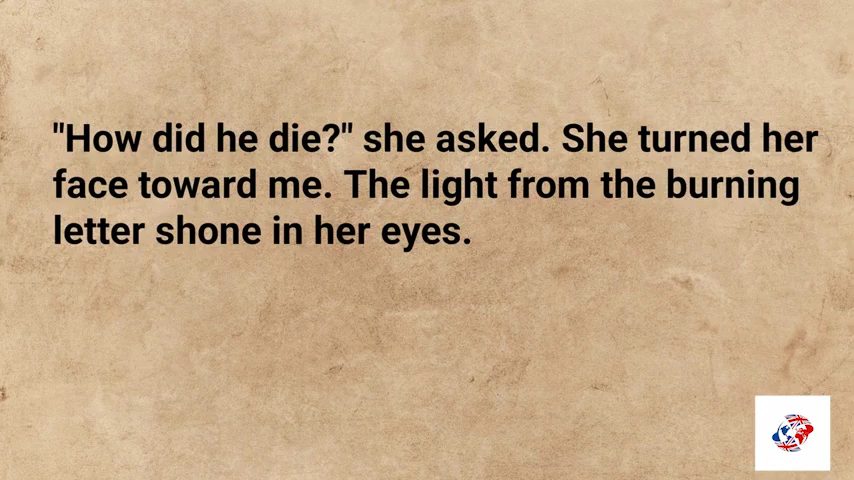 "How did he die?" she asked. She turned her
face toward me. The light from the burning
letter shone in her eyes.